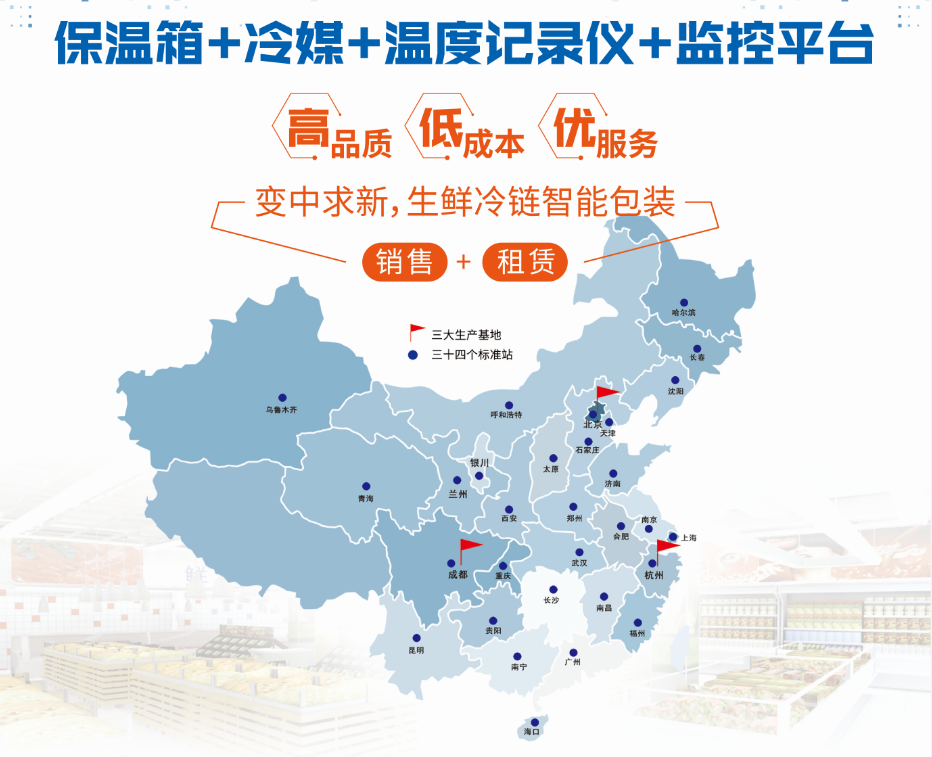 保温箱+冷媒+温度记录仪+监控平台
高品质 低成本 优服务
变中求新，生鲜冷链智能包装
销售 + 租赁
三大生产基地
三十四个标准站
哈尔滨
长春
沈阳
乌鲁木齐
呼和浩特
北京
天津
石家庄
银川
太原
济南
兰州
青海
西安
郑州
南京
合肥
上海
武汉
成都
重庆
杭州
长沙
南昌
贵阳
福州
昆明
南宁
广州
海口
鲜